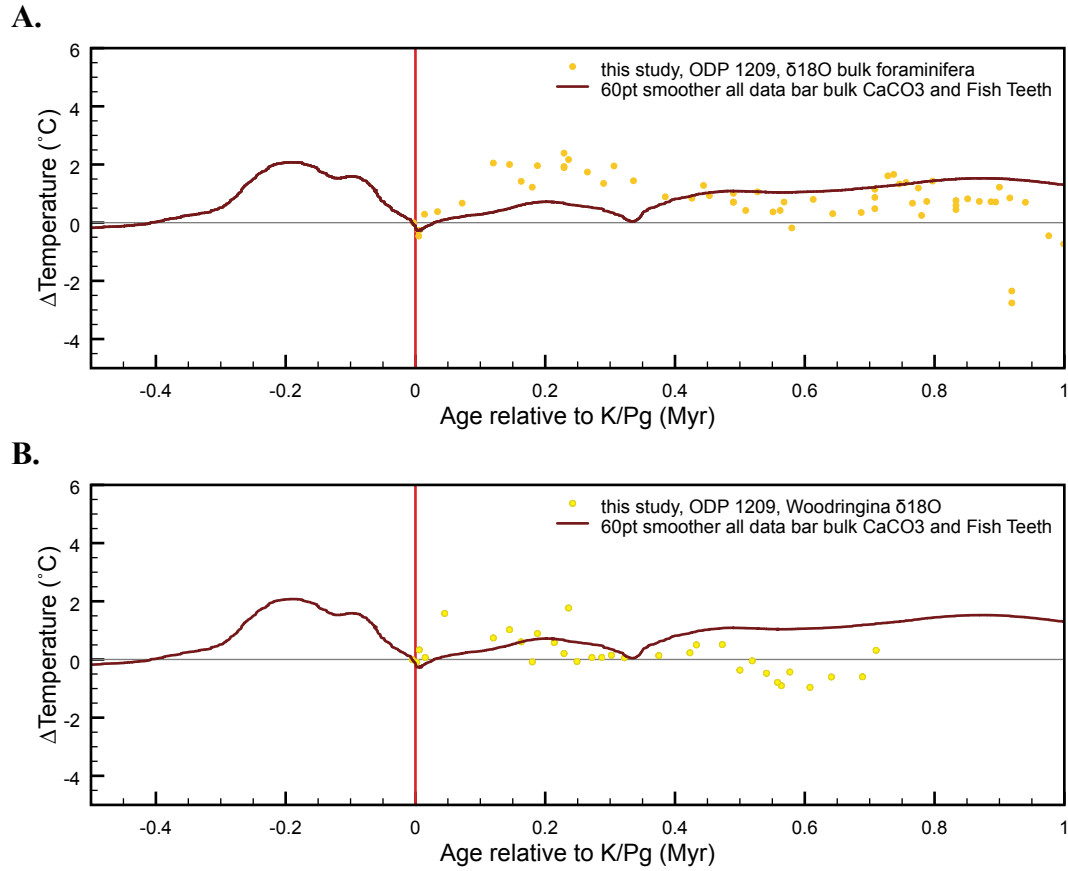 A.
6
4
2
0
-2
-4
ΔTemperature (˚C)
this study, ODP 1209, δ18O bulk foraminifera
60pt smoother all data bar bulk CaCO3 and Fish Teeth
-0.4 -0.2 0 0.2 0.4 0.6 0.8 1
Age relative to K/Pg (Myr)
B.
6
4
2
0
-2
-4
ΔTemperature (˚C)
this study, ODP 1209, Woodringina δ18O
60pt smoother all data bar bulk CaCO3 and Fish Teeth
-0.4 -0.2 0 0.2 0.4 0.6 0.8 1
Age relative to K/Pg (Myr)